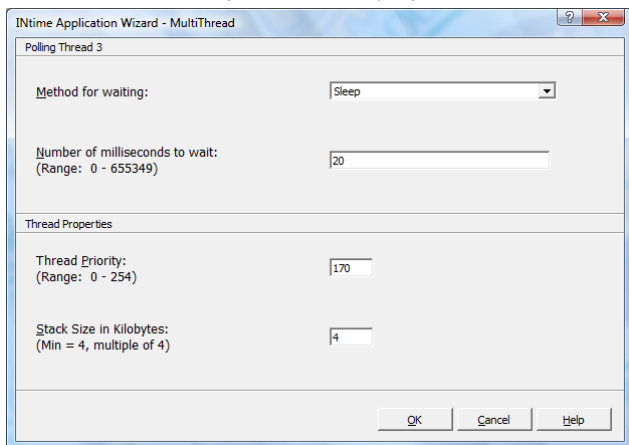 INtime Application Wizard - MultiThread
Polling Thread 3
Method for waiting:
Sleep
Number of milliseconds to wait:
(Range: 0 - 655349)
20
Thread Properties
Thread Priority:
(Range: 0 - 254)
170
Stack Size in Kilobytes:
(Min = 4, multiple of 4)
4
OK
Cancel
Help